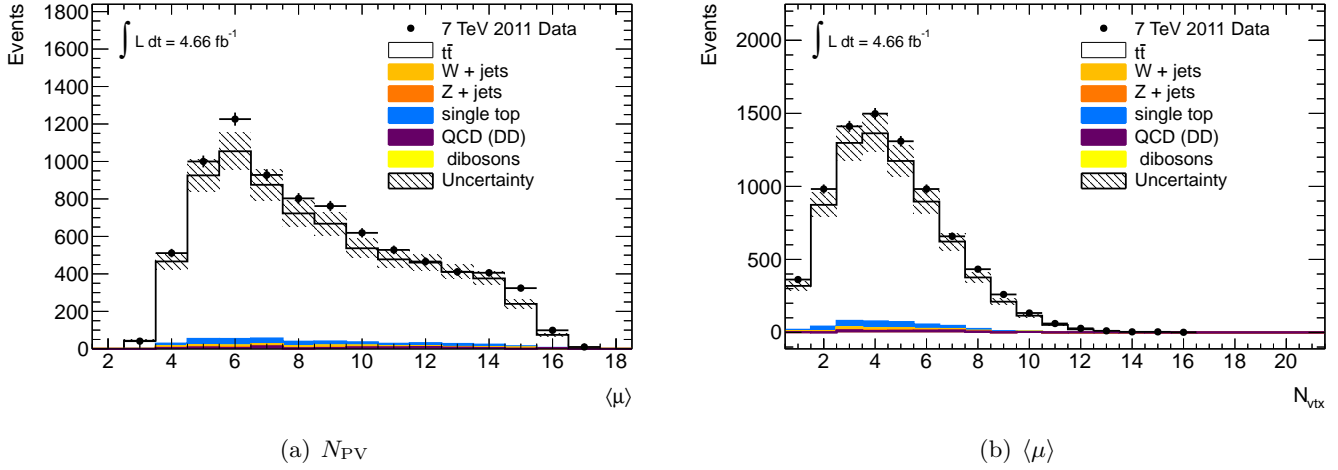 Events
1800
1600
1400
1200
1000
800
600
400
200
0
∫ L dt = 4.66 fb⁻¹
7 TeV 2011 Data
tt̄
W + jets
Z + jets
single top
QCD (DD)
dibosons
Uncertainty
2 4 6 8 10 12 14 16 18
⟨μ⟩
(a) N_PV
Events
2000
1500
1000
500
0
∫ L dt = 4.66 fb⁻¹
7 TeV 2011 Data
tt̄
W + jets
Z + jets
single top
QCD (DD)
dibosons
Uncertainty
2 4 6 8 10 12 14 16 18 20
N_vtx
(b) ⟨μ⟩